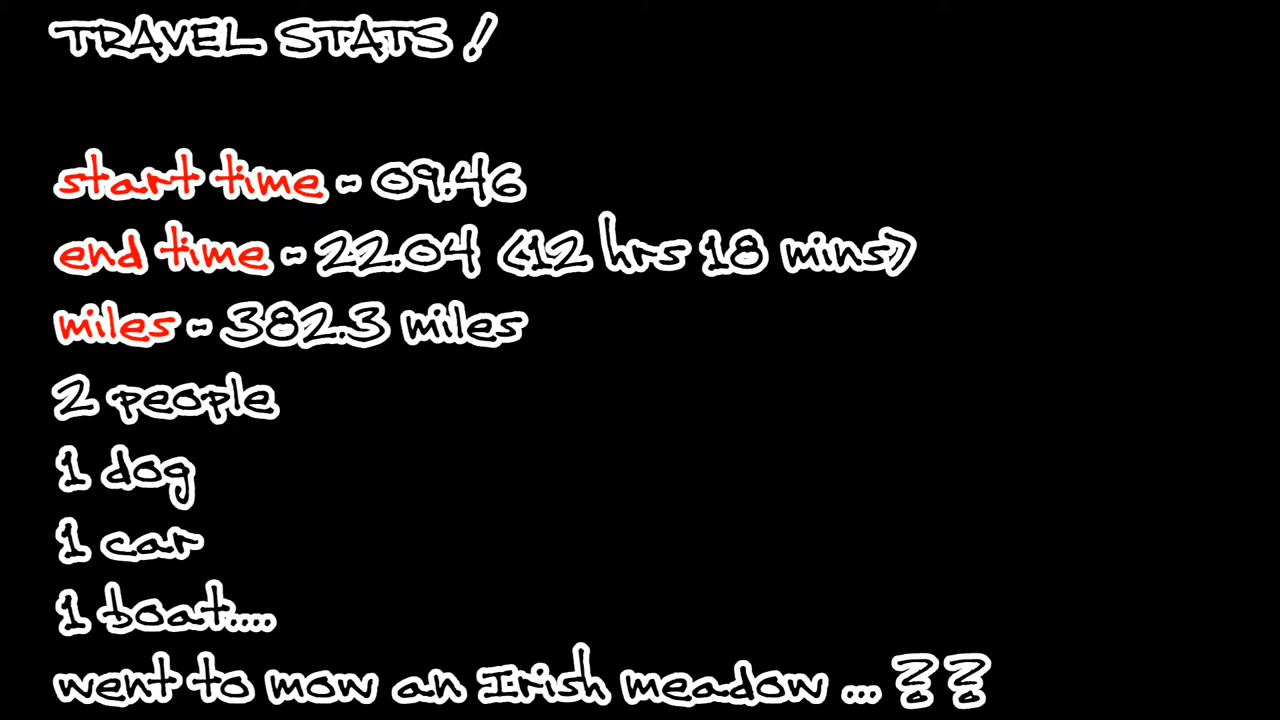 TRAVEL STATS!
start time - 09.46
end time - 22.04 (12 hrs 18 mins)
miles - 382.3 miles
2 people
1 dog
1 car
1 boat....
went to mow an Irish meadow ... ??